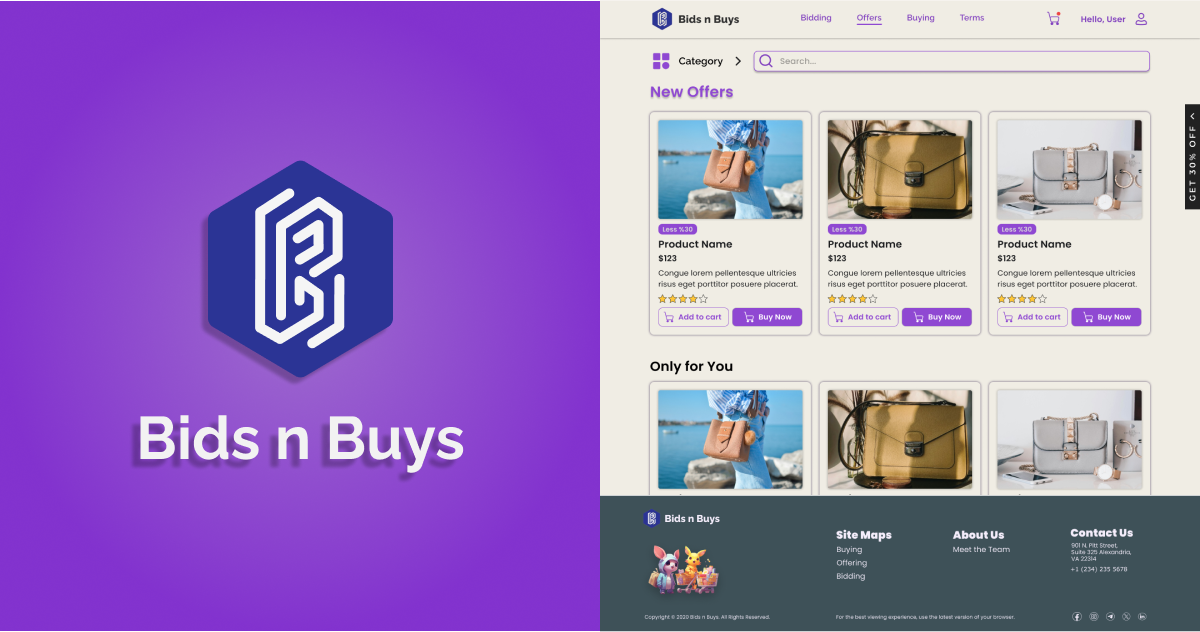 Bids n Buys
Bids n Buys
Bidding
Offers
Buying
Terms
Hello, User
Category
Search...
New Offers
GET 30% OFF
Less %30
Product Name
$123
Congue lorem pellentesque ultricies
risus eget porttitor posuere placerat.
Add to cart
Buy Now
Less %30
Product Name
$123
Congue lorem pellentesque ultricies
risus eget porttitor posuere placerat.
Add to cart
Buy Now
Less %30
Product Name
$123
Congue lorem pellentesque ultricies
risus eget porttitor posuere placerat.
Add to cart
Buy Now
Only for You
Bids n Buys
Site Maps
Buying
Offering
Bidding
About Us
Meet the Team
Contact Us
901 N. Pitt Street,
Suite 325 Alexandria,
VA 22314
+1 (234) 235 5678
Copyright © 2020 Bids n Buys. All Rights Reserved.
For the best viewing experience, use the latest version of your browser.